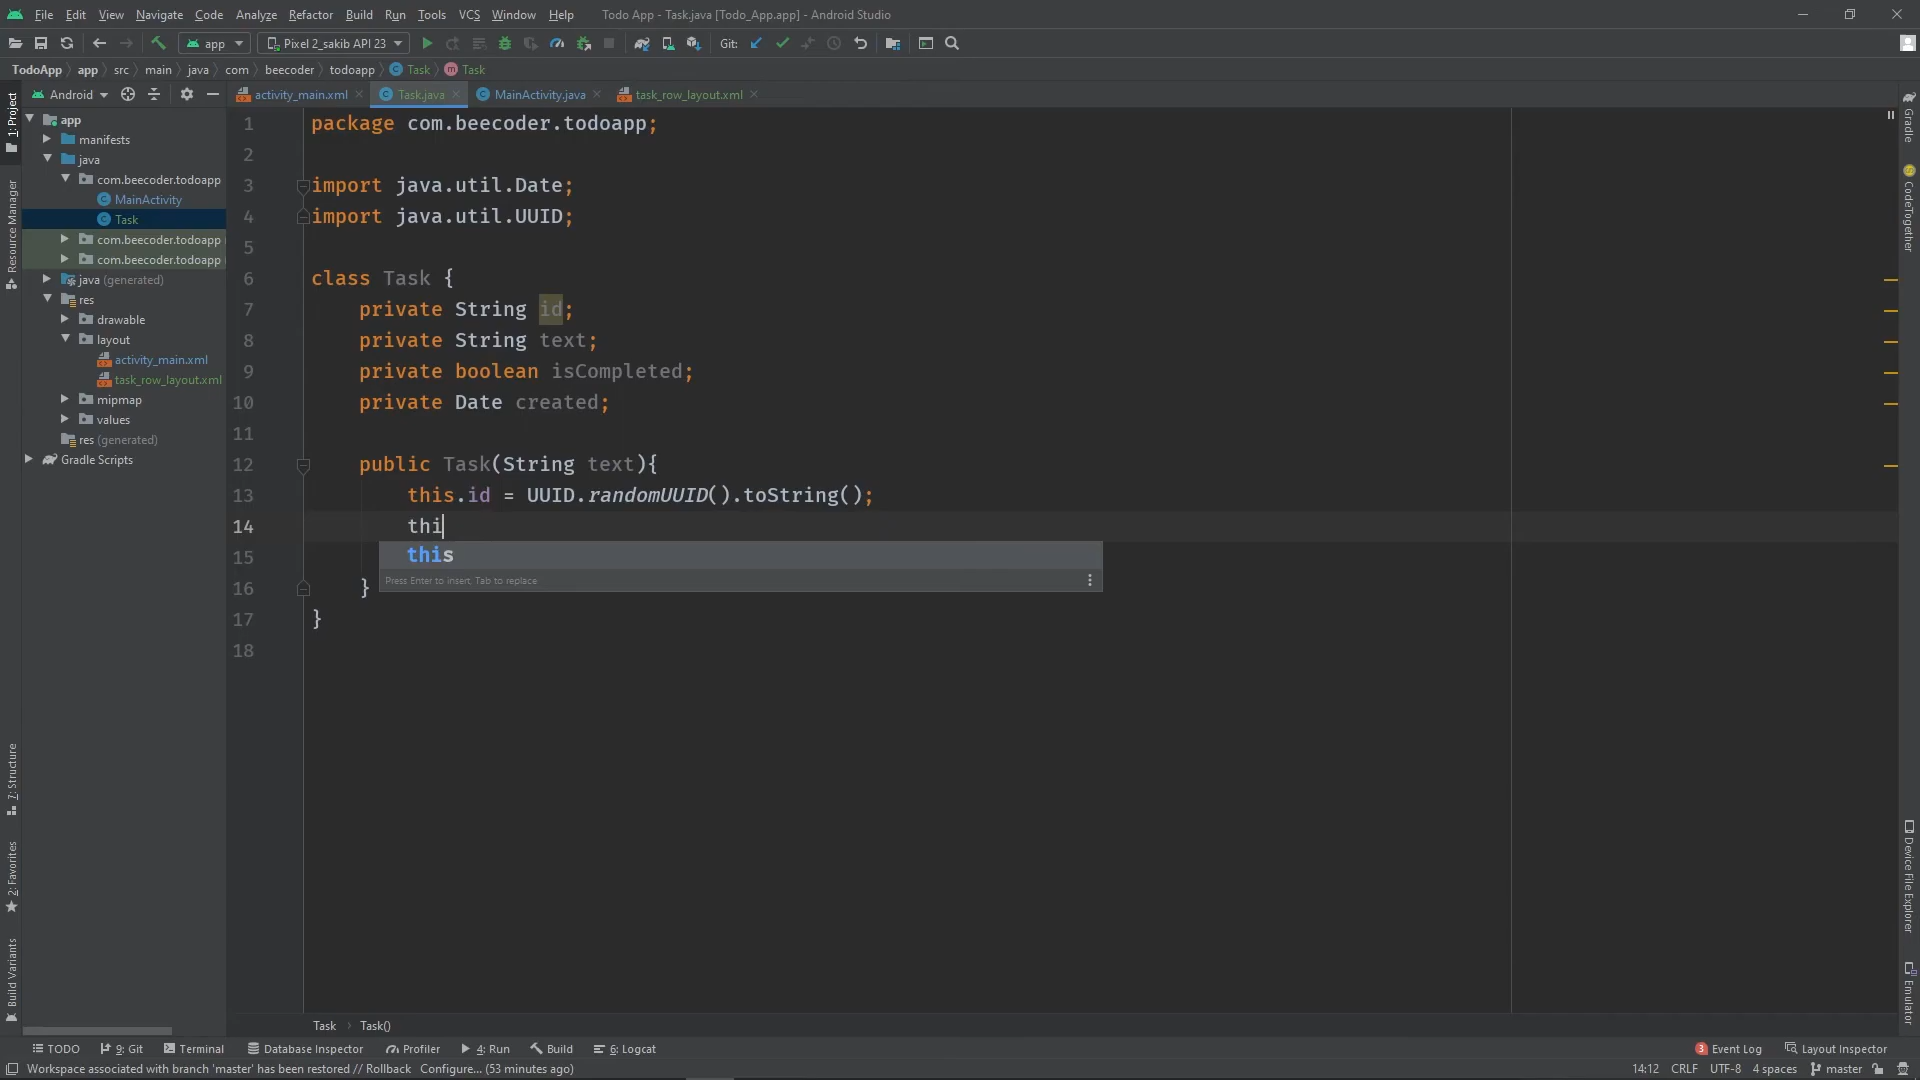 File Edit View Navigate Code Analyze Refactor Build Run Tools VCS Window Help Todo App - Task.java [Todo_App.app] - Android Studio
app Pixel 2_sakib API 23 Git:
TodoApp app src main java com beecoder todoapp Task Task
Android activity_main.xml Task.java MainActivity.java task_row_layout.xml
1: Project
Resource Manager
7: Structure
2: Favorites
Build Variants
app
manifests
java
com.beecoder.todoapp
MainActivity
Task
com.beecoder.todoapp
com.beecoder.todoapp
java (generated)
res
drawable
layout
activity_main.xml
task_row_layout.xml
mipmap
values
res (generated)
Gradle Scripts
1 package com.beecoder.todoapp;
2
3 import java.util.Date;
4 import java.util.UUID;
5
6 class Task {
7 private String id;
8 private String text;
9 private boolean isCompleted;
10 private Date created;
11
12 public Task(String text){
13 this.id = UUID.randomUUID().toString();
14 thi
15 this
Press Enter to insert, Tab to replace
16 }
17 }
18
Gradle
CodeTogether
Device File Explorer
Emulator
Task Task()
TODO 9: Git Terminal Database Inspector Profiler 4: Run Build 6: Logcat 3 Event Log Layout Inspector
Workspace associated with branch 'master' has been restored // Rollback Configure... (53 minutes ago) 14:12 CRLF UTF-8 4 spaces master